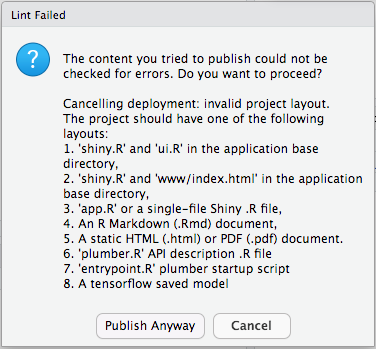 Lint Failed
?
The content you tried to publish could not be
checked for errors. Do you want to proceed?
Cancelling deployment: invalid project layout.
The project should have one of the following
layouts:
1. 'shiny.R' and 'ui.R' in the application base
directory,
2. 'shiny.R' and 'www/index.html' in the application
base directory,
3. 'app.R' or a single-file Shiny .R file,
4. An R Markdown (.Rmd) document,
5. A static HTML (.html) or PDF (.pdf) document.
6. 'plumber.R' API description .R file
7. 'entrypoint.R' plumber startup script
8. A tensorflow saved model
Publish Anyway
Cancel